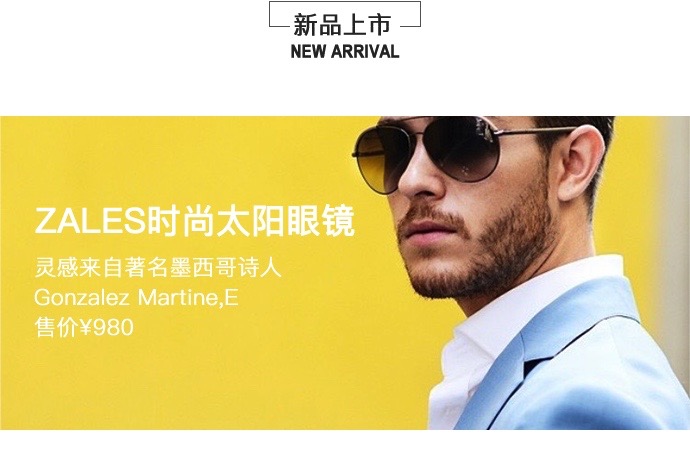 新品上市
NEW ARRIVAL
ZALES时尚太阳眼镜
灵感来自著名墨西哥诗人
Gonzalez Martine,E
售价¥980